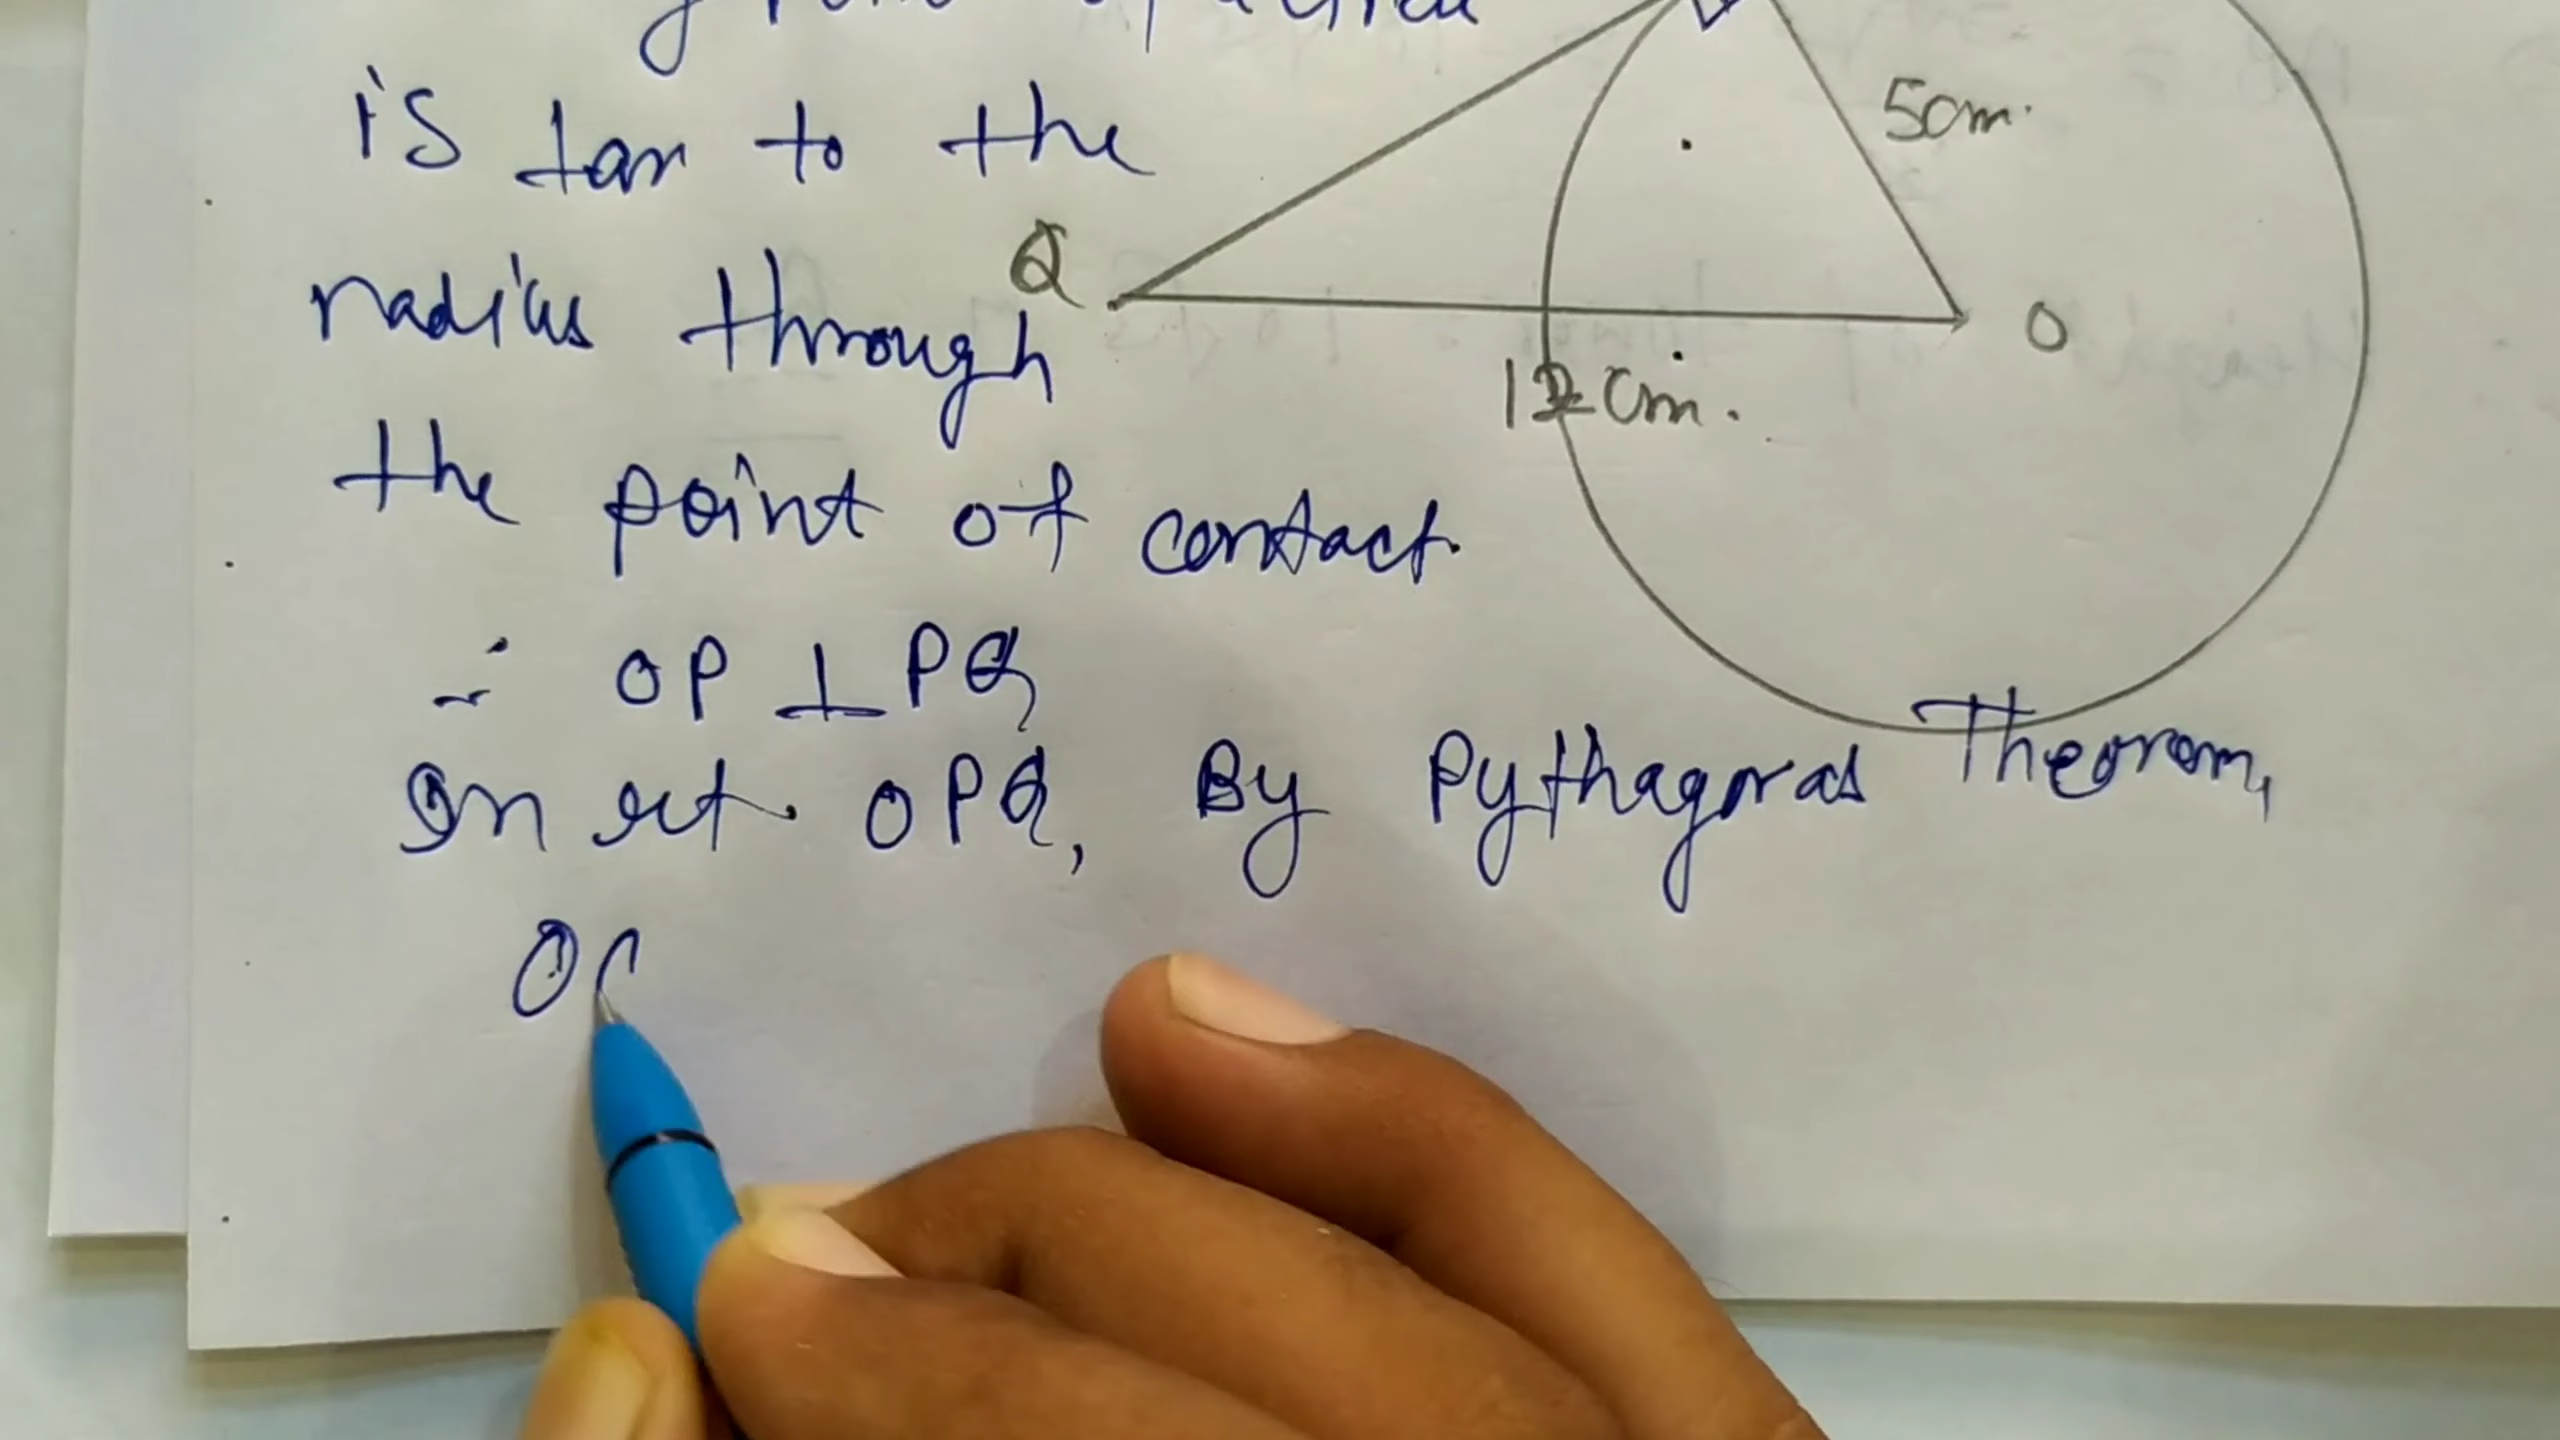 is tan to the
radius through
the point of contact.
∴ OP ⊥ PQ
In rt. OPQ, By Pythagoras Theorem,
O
5cm.
Q
O
12 cm.